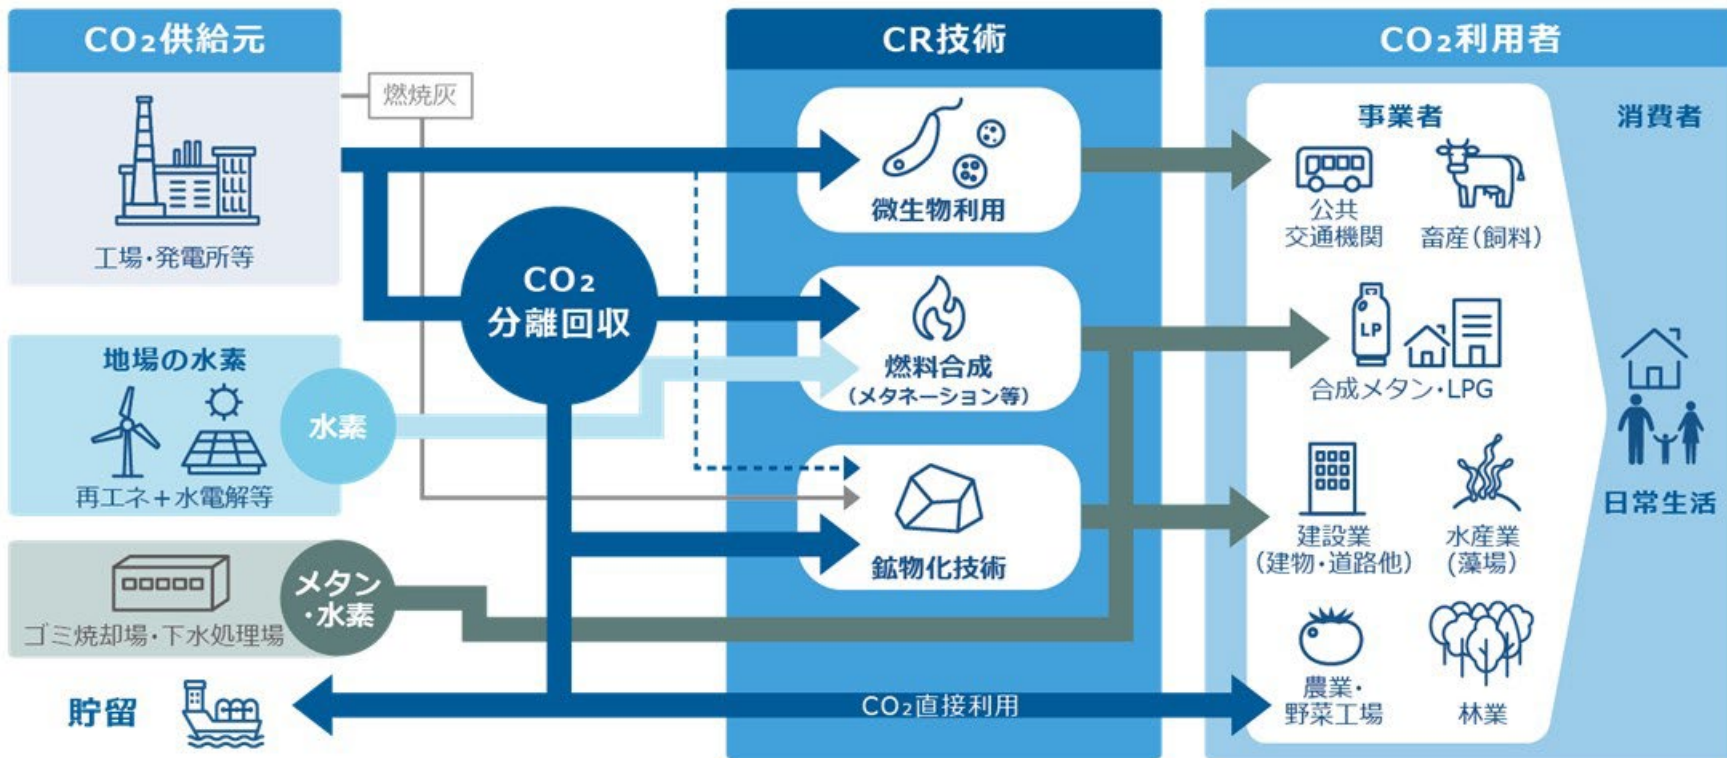 CO₂供給元
工場・発電所等
燃焼灰
地場の水素
再エネ＋水電解等
水素
ゴミ焼却場・下水処理場
メタン
・水素
貯留
CO₂
分離回収
CR技術
微生物利用
燃料合成
（メタネーション等）
鉱物化技術
CO₂直接利用
CO₂利用者
事業者
公共
交通機関
畜産（飼料）
LP
合成メタン・LPG
建設業
（建物・道路他）
水産業
（藻場）
農業・
野菜工場
林業
消費者
日常生活